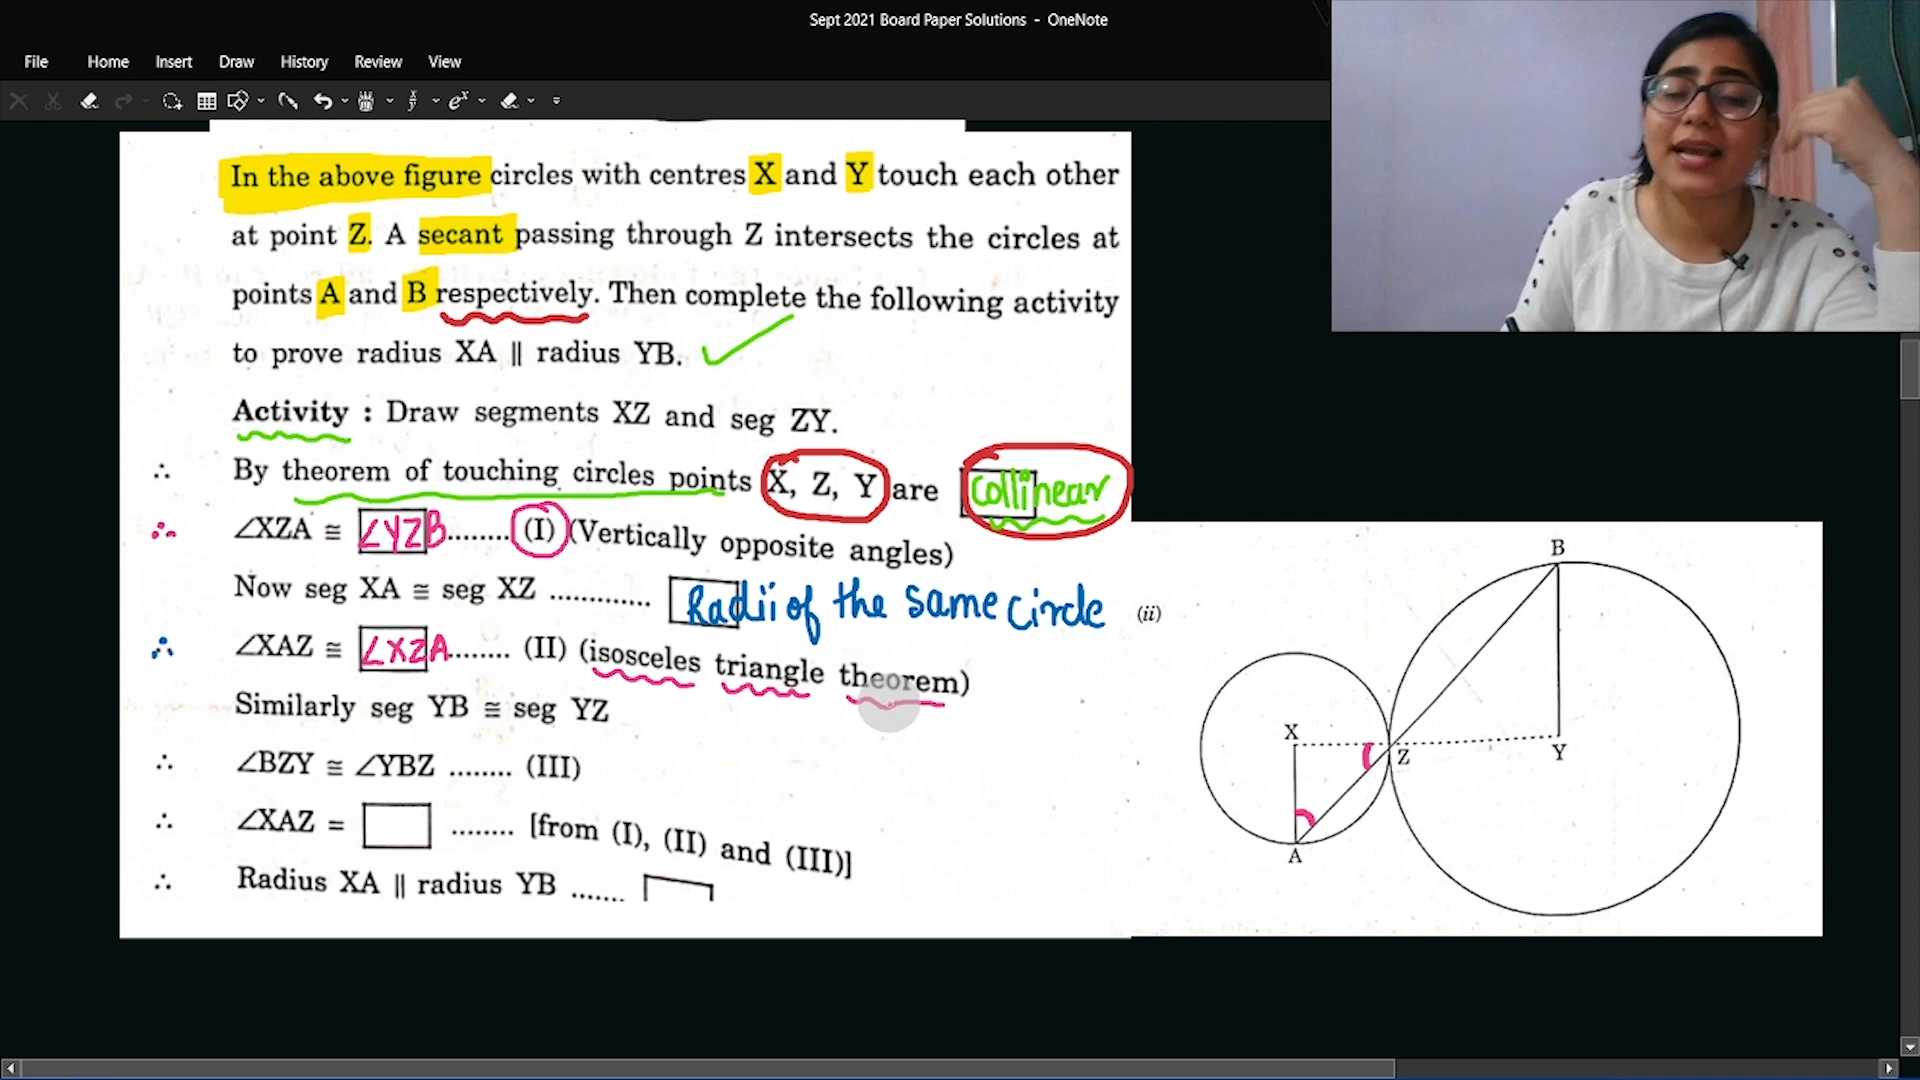 Sept 2021 Board Paper Solutions - OneNote
File Home Insert Draw History Review View
In the above figure circles with centres X and Y touch each other
at point Z. A secant passing through Z intersects the circles at
points A and B respectively. Then complete the following activity
to prove radius XA ∥ radius YB.
Activity : Draw segments XZ and seg ZY.
∴ By theorem of touching circles points X, Z, Y are collinear
∴ ∠XZA ≅ ∠YZB ........ (I) (Vertically opposite angles)
Now seg XA ≅ seg XZ ............. Radii of the same circle
∴ ∠XAZ ≅ ∠XZA ........ (II) (isosceles triangle theorem)
Similarly seg YB ≅ seg YZ
∴ ∠BZY ≅ ∠YBZ ........ (III)
∴ ∠XAZ = ........ [from (I), (II) and (III)]
∴ Radius XA ∥ radius YB .......
(ii)
B
X
Z
Y
A